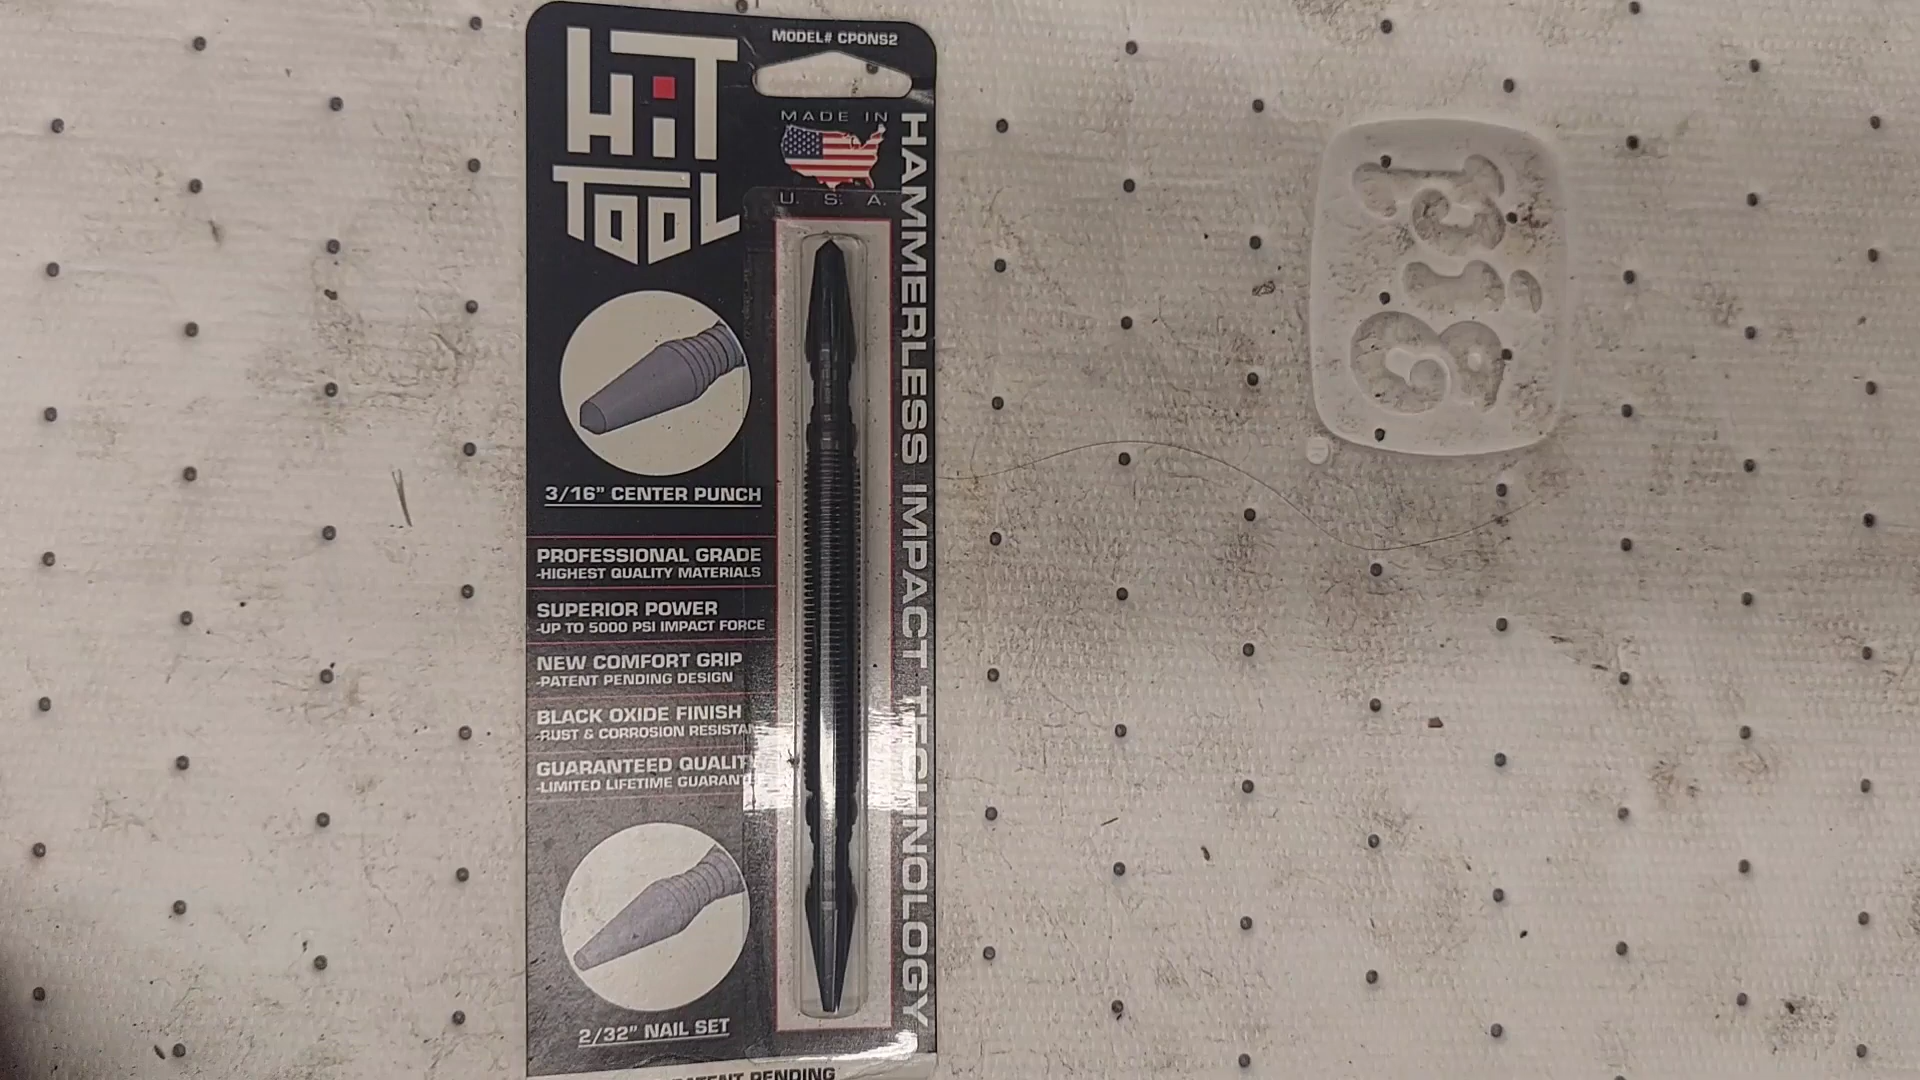 HiT
TOOL
MODEL# CPONS2
MADE IN
U. S. A.
HAMMERLESS IMPACT TECHNOLOGY
3/16" CENTER PUNCH
PROFESSIONAL GRADE
-HIGHEST QUALITY MATERIALS
SUPERIOR POWER
-UP TO 5000 PSI IMPACT FORCE
NEW COMFORT GRIP
-PATENT PENDING DESIGN
BLACK OXIDE FINISH
-RUST & CORROSION RESISTAN
GUARANTEED QUALITY
-LIMITED LIFETIME GUARANT
2/32" NAIL SET
PATENT PENDING